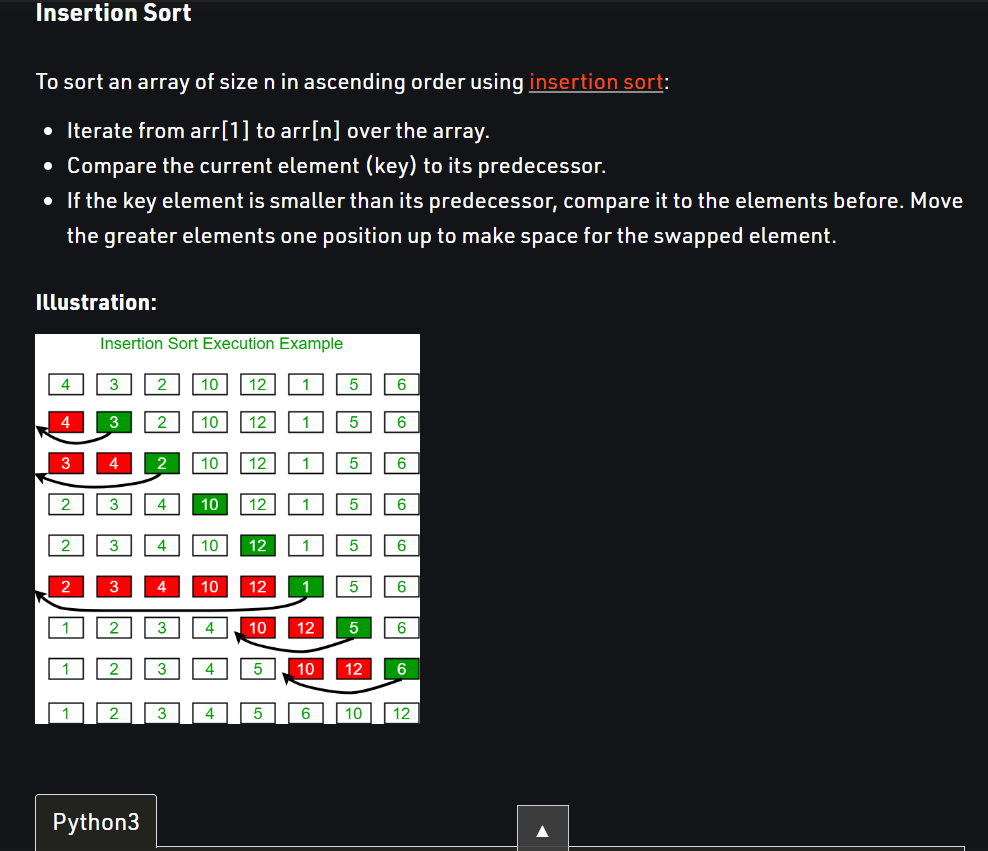 Insertion Sort
To sort an array of size n in ascending order using insertion sort:
• Iterate from arr[1] to arr[n] over the array.
• Compare the current element (key) to its predecessor.
• If the key element is smaller than its predecessor, compare it to the elements before. Move
the greater elements one position up to make space for the swapped element.
Illustration:
Insertion Sort Execution Example
4 3 2 10 12 1 5 6
4 3 2 10 12 1 5 6
3 4 2 10 12 1 5 6
2 3 4 10 12 1 5 6
2 3 4 10 12 1 5 6
2 3 4 10 12 1 5 6
1 2 3 4 10 12 5 6
1 2 3 4 5 10 12 6
1 2 3 4 5 6 10 12
Python3
▲